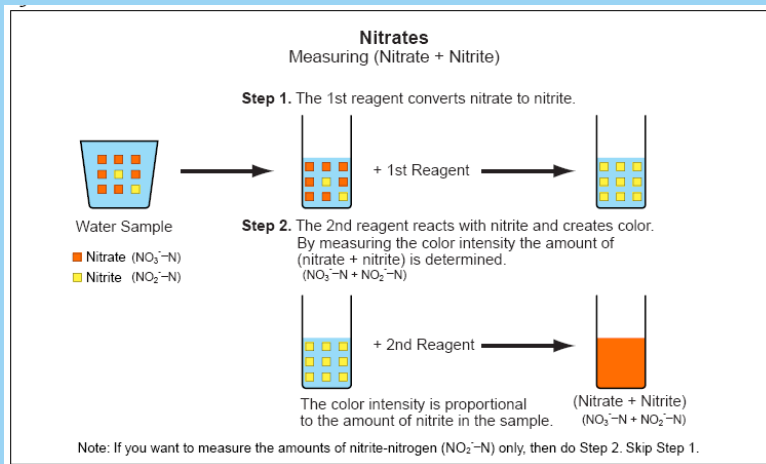 Nitrates
Measuring (Nitrate + Nitrite)
Step 1. The 1st reagent converts nitrate to nitrite.
+ 1st Reagent
Water Sample
Nitrate (NO₃⁻–N)
Nitrite (NO₂⁻–N)
Step 2. The 2nd reagent reacts with nitrite and creates color.
By measuring the color intensity the amount of
(nitrate + nitrite) is determined.
(NO₃⁻–N + NO₂⁻–N)
+ 2nd Reagent
The color intensity is proportional
to the amount of nitrite in the sample.
(Nitrate + Nitrite)
(NO₃⁻–N + NO₂⁻–N)
Note: If you want to measure the amounts of nitrite-nitrogen (NO₂⁻–N) only, then do Step 2. Skip Step 1.